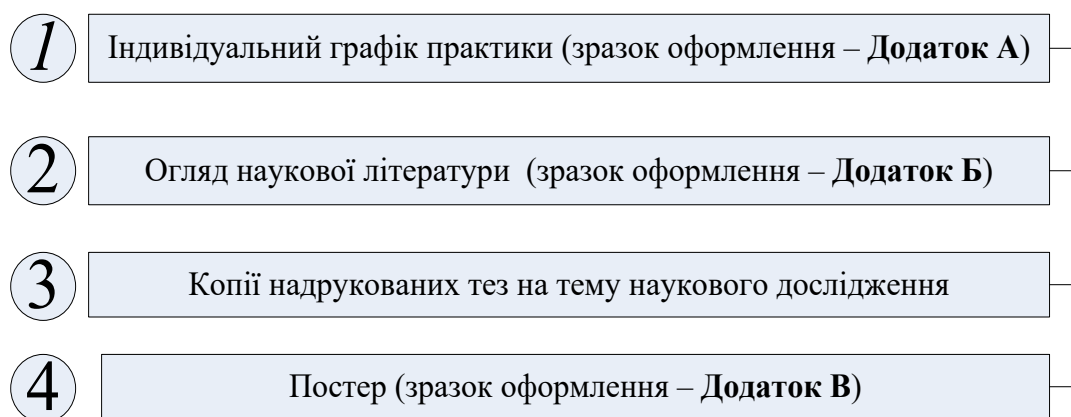 1 Індивідуальний графік практики (зразок оформлення – Додаток А)
2 Огляд наукової літератури (зразок оформлення – Додаток Б)
3 Копії надрукованих тез на тему наукового дослідження
4 Постер (зразок оформлення – Додаток В)